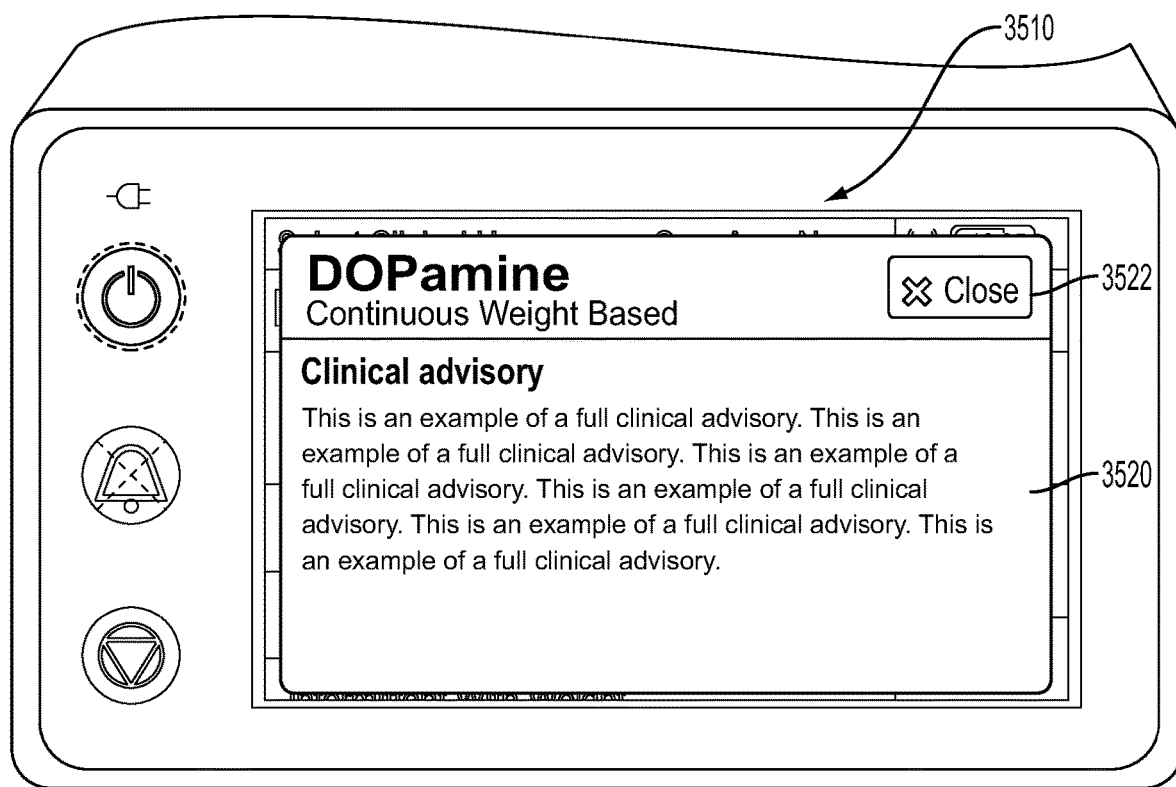 3510
DOPamine
Continuous Weight Based
Close
3522
Clinical advisory
This is an example of a full clinical advisory. This is an
example of a full clinical advisory. This is an example of a
full clinical advisory. This is an example of a full clinical
advisory. This is an example of a full clinical advisory. This is
an example of a full clinical advisory.
3520